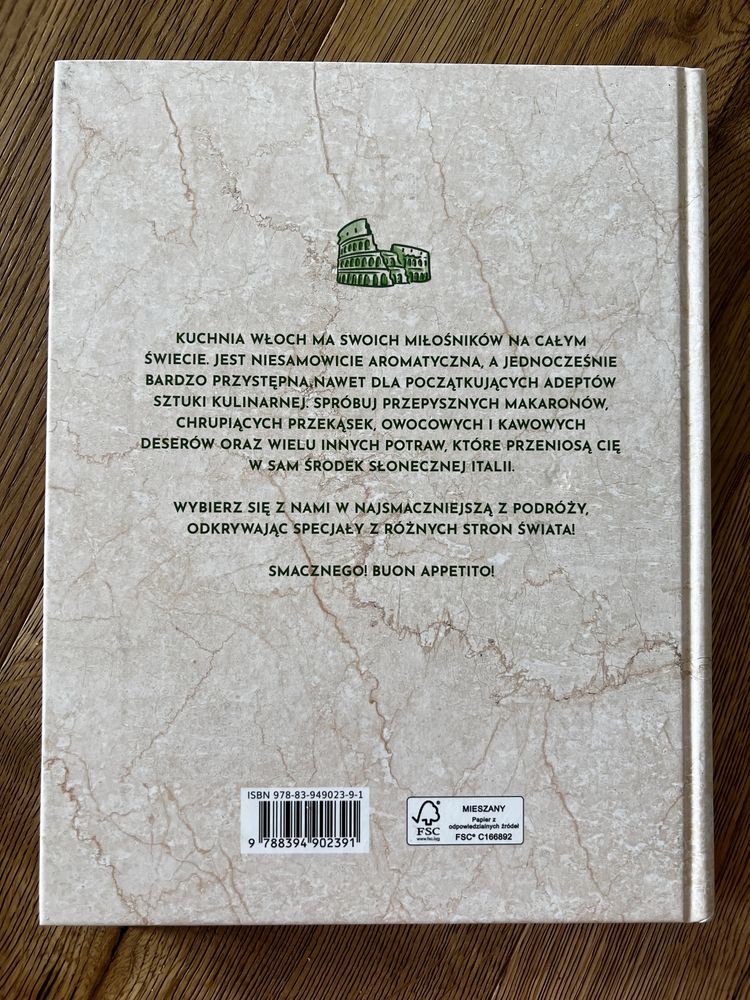 KUCHNIA WŁOCH MA SWOICH MIŁOŚNIKÓW NA CAŁYM
ŚWIECIE. JEST NIESAMOWICIE AROMATYCZNA, A JEDNOCZEŚNIE
BARDZO PRZYSTĘPNA NAWET DLA POCZĄTKUJĄCYCH ADEPTÓW
SZTUKI KULINARNEJ. SPRÓBUJ PRZEPYSZNYCH MAKARONÓW,
CHRUPIĄCYCH PRZEKĄSEK, OWOCOWYCH I KAWOWYCH
DESERÓW ORAZ WIELU INNYCH POTRAW, KTÓRE PRZENIOSĄ CIĘ
W SAM ŚRODEK SŁONECZNEJ ITALII.
WYBIERZ SIĘ Z NAMI W NAJSMACZNIEJSZĄ Z PODRÓŻY,
ODKRYWAJĄC SPECJAŁY Z RÓŻNYCH STRON ŚWIATA!
SMACZNEGO! BUON APPETITO!
ISBN 978-83-949023-9-1
9 788394 902391
FSC
www.fsc.org
MIESZANY
Papier z
odpowiedzialnych źródeł
FSC® C166892